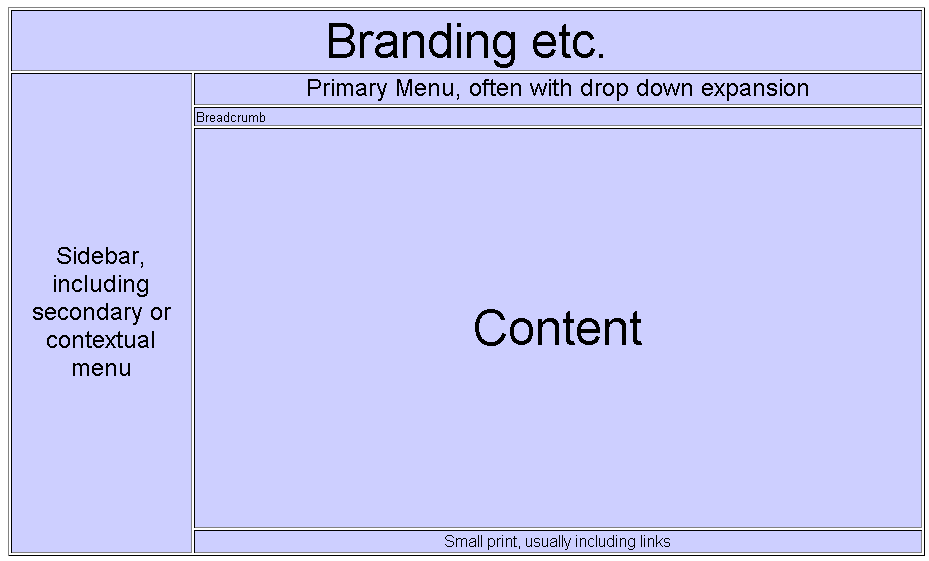 Branding etc.
Primary Menu, often with drop down expansion
Breadcrumb
Sidebar,
including
secondary or
contextual
menu
Content
Small print, usually including links